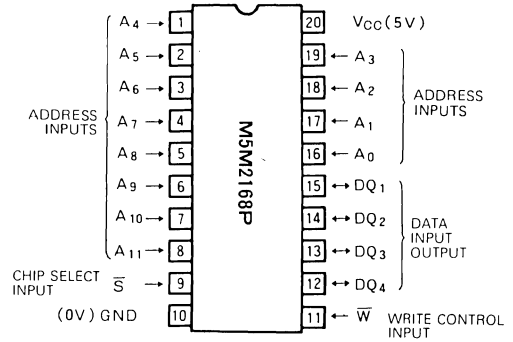 A4 1 20 VCC(5V)
A5 2 19 A3
A6 3 18 A2
ADDRESS INPUTS A7 4 17 A1 ADDRESS INPUTS
A8 5 16 A0
A9 6 15 DQ1
A10 7 14 DQ2 DATA INPUT OUTPUT
A11 8 13 DQ3
CHIP SELECT INPUT S̅ 9 12 DQ4
(0V) GND 10 11 W̅ WRITE CONTROL INPUT
M5M2168P